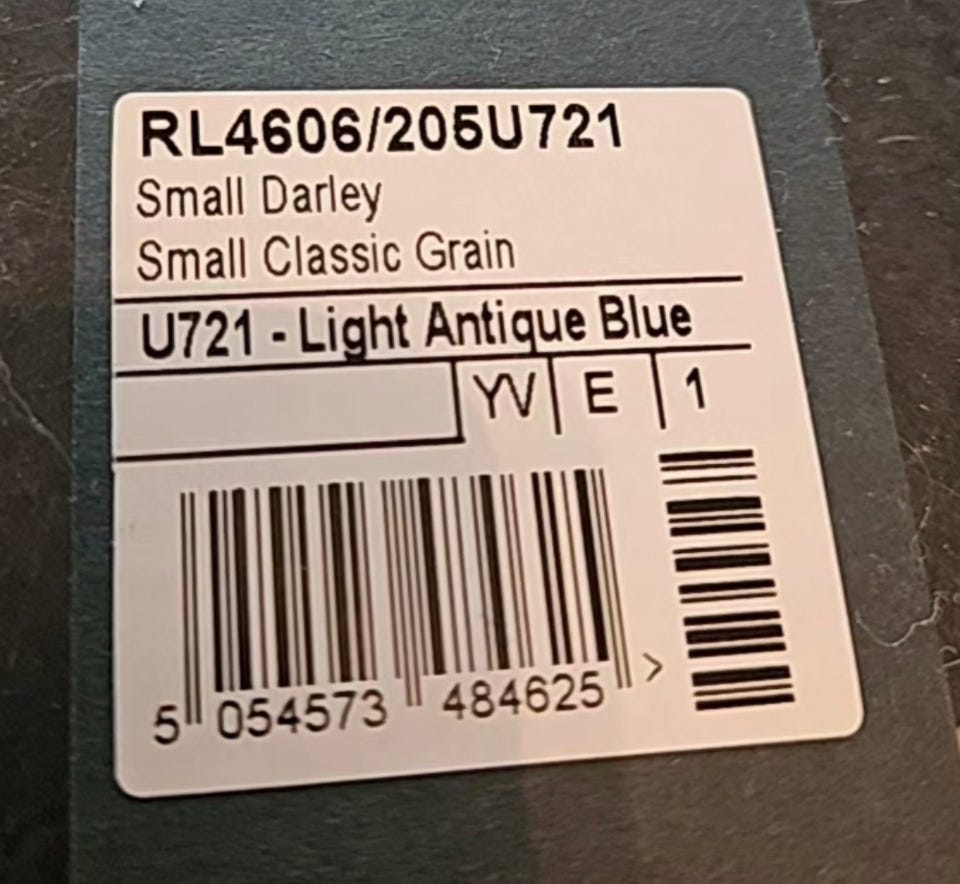 RL4606/205U721
Small Darley
Small Classic Grain
U721 - Light Antique Blue
YV E 1
5 054573 484625 >